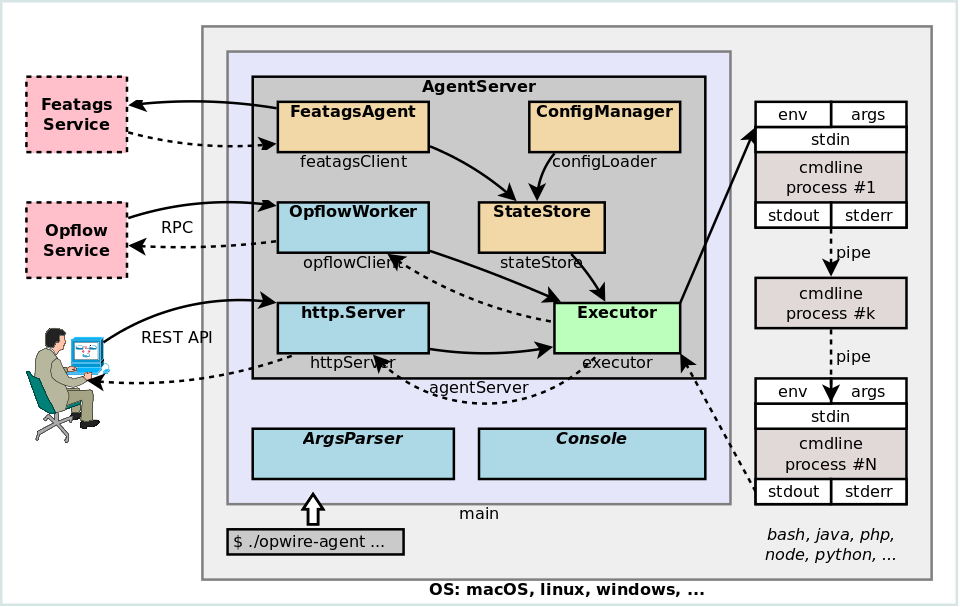 AgentServer
Featags
Service
FeatagsAgent
featagsClient
ConfigManager
configLoader
env
args
stdin
cmdline
process #1
stdout
stderr
Opflow
Service
RPC
OpflowWorker
opflowClient
StateStore
stateStore
pipe
cmdline
process #k
REST API
http.Server
httpServer
Executor
executor
agentServer
pipe
env
args
stdin
cmdline
process #N
stdout
stderr
ArgsParser
Console
main
$ ./opwire-agent ...
bash, java, php,
node, python, ...
OS: macOS, linux, windows, ...